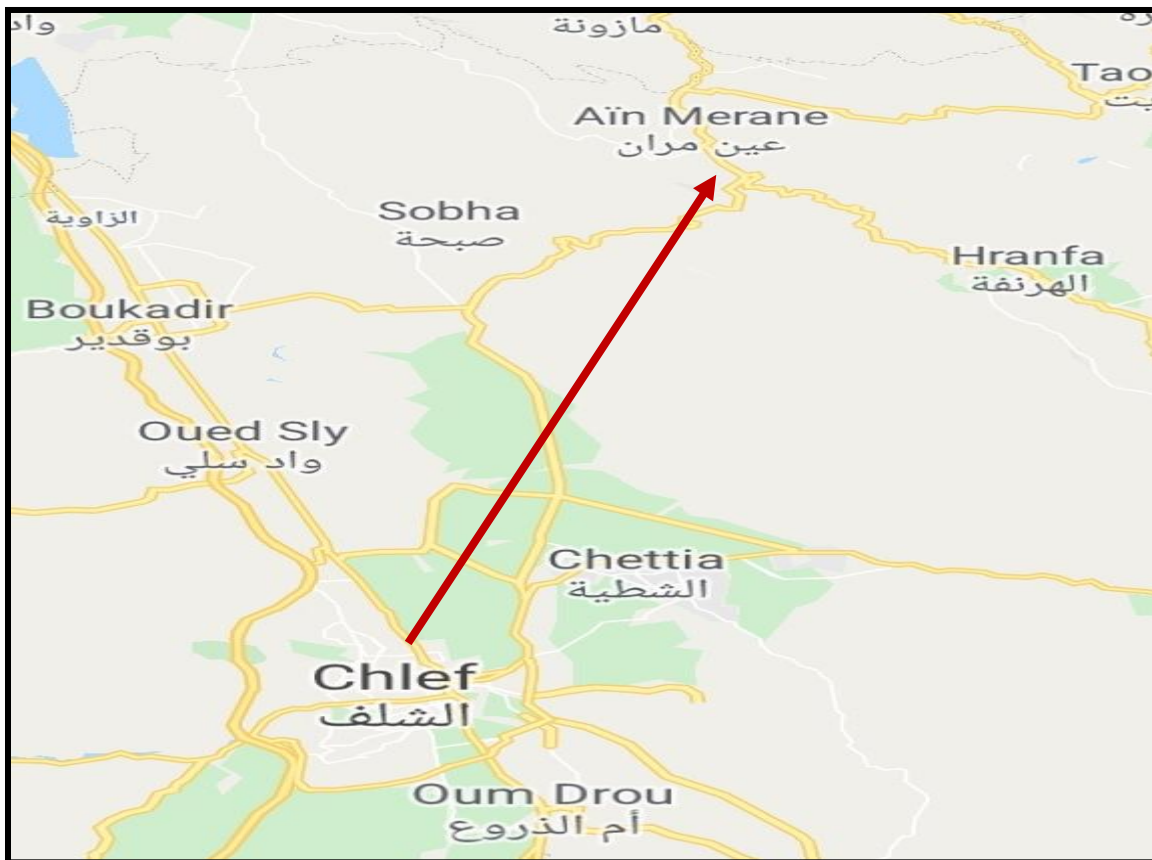 مازونة
Aïn Merane
عين مران
Sobha
صبحة
الزاوية
Hranfa
الهرنفة
Boukadir
بوقدير
Oued Sly
واد سلي
Chettia
الشطية
Chlef
الشلف
Oum Drou
أم الذروع